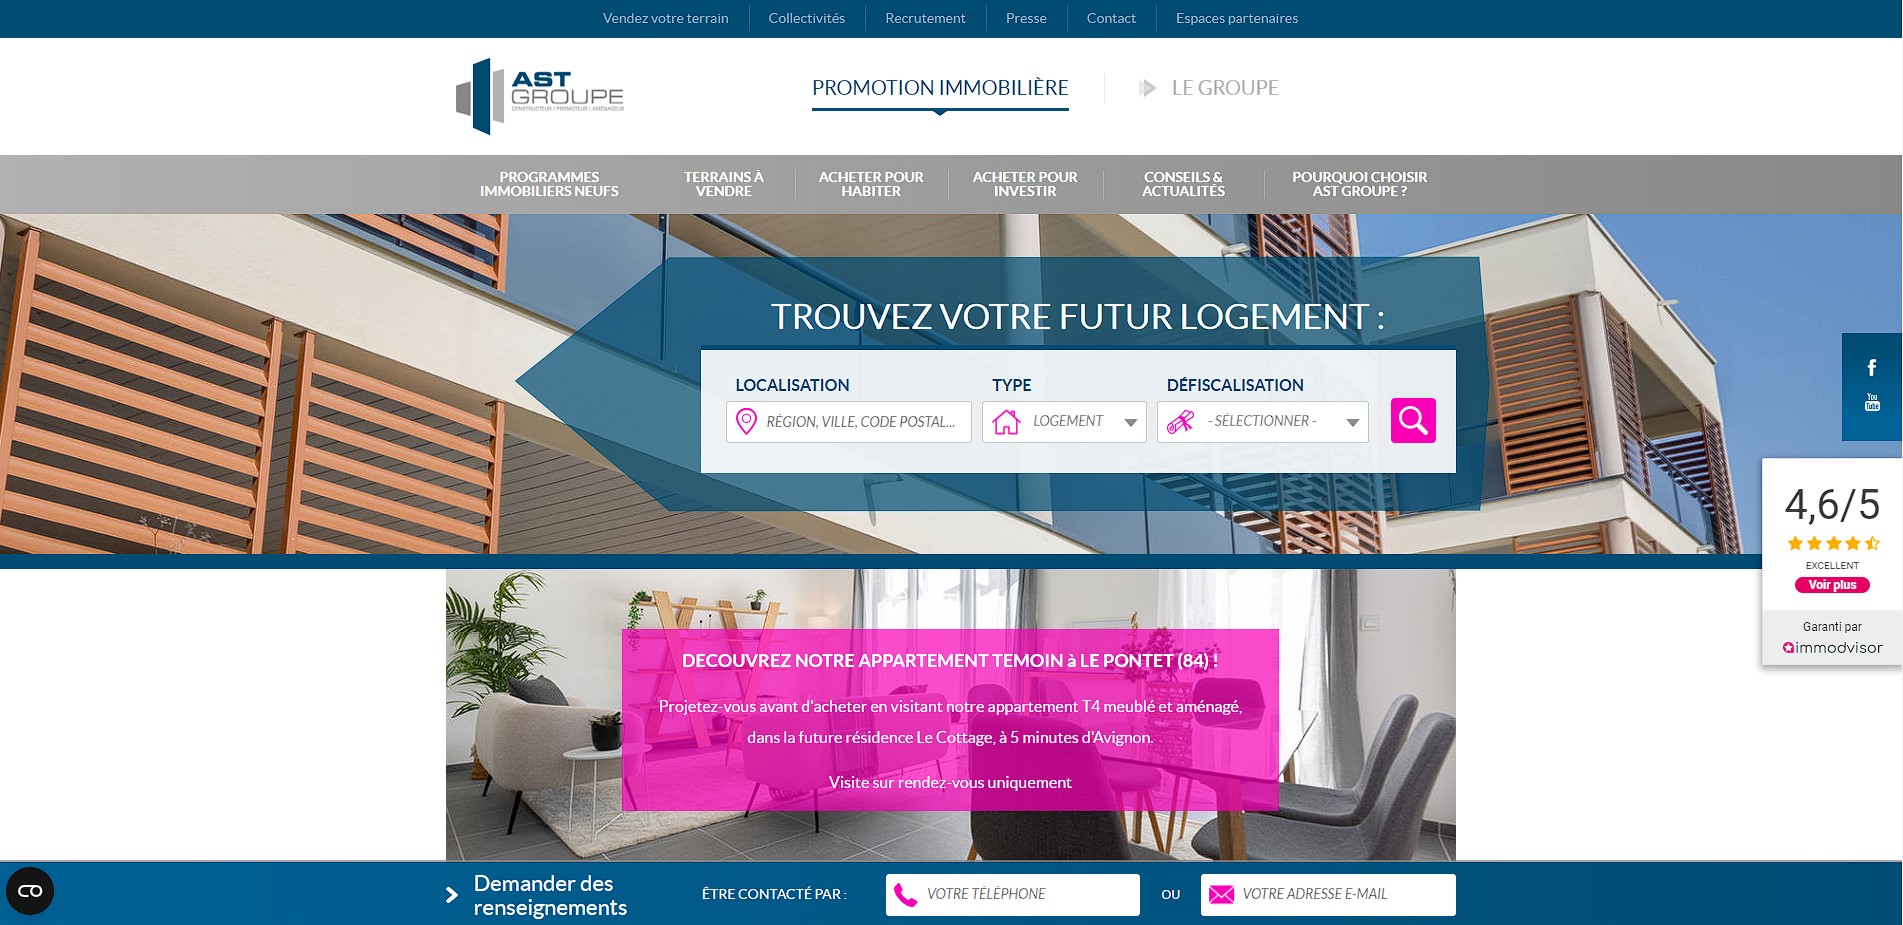 Vendez votre terrain
Collectivités
Recrutement
Presse
Contact
Espaces partenaires
AST
GROUPE
CONSTRUCTEUR | PROMOTEUR | AMÉNAGEUR
PROMOTION IMMOBILIÈRE
LE GROUPE
PROGRAMMES
IMMOBILIERS NEUFS
TERRAINS À
VENDRE
ACHETER POUR
HABITER
ACHETER POUR
INVESTIR
CONSEILS &
ACTUALITÉS
POURQUOI CHOISIR
AST GROUPE ?
TROUVEZ VOTRE FUTUR LOGEMENT :
LOCALISATION
TYPE
DÉFISCALISATION
RÉGION, VILLE, CODE POSTAL...
LOGEMENT
- SÉLECTIONNER -
You
Tube
4,6/5
EXCELLENT
Voir plus
Garanti par
immodvisor
DECOUVREZ NOTRE APPARTEMENT TEMOIN à LE PONTET (84) !
Projetez-vous avant d'acheter en visitant notre appartement T4 meublé et aménagé,
dans la future résidence Le Cottage, à 5 minutes d'Avignon.
Visite sur rendez-vous uniquement
Demander des
renseignements
ÊTRE CONTACTÉ PAR :
VOTRE TÉLÉPHONE
OU
VOTRE ADRESSE E-MAIL